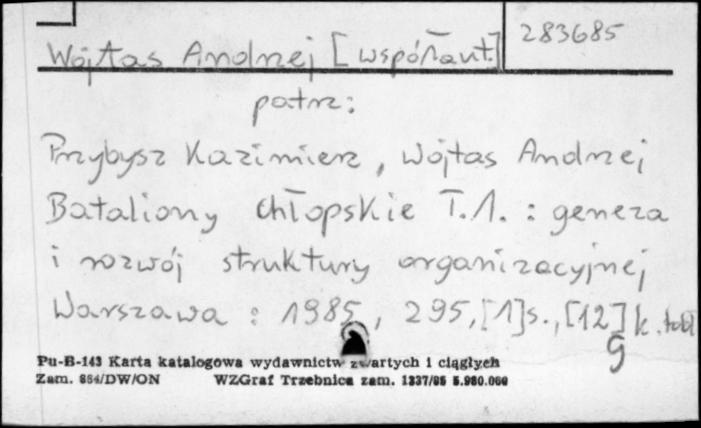 283685
Wójtas Andrzej [współaut.]
patrz:
Przybysz Kazimierz, Wójtas Andrzej
Bataliony Chłopskie T.1. : geneza
i rozwój struktury organizacyjnej
Warszawa : 1985, 295,[1]s.,[12] k. tabl
g
Pu-B-143 Karta katalogowa wydawnictw zwartych i ciągłych
Zam. 864/DW/ON WZGraf Trzebnica zam. 1337/85 5.980.000